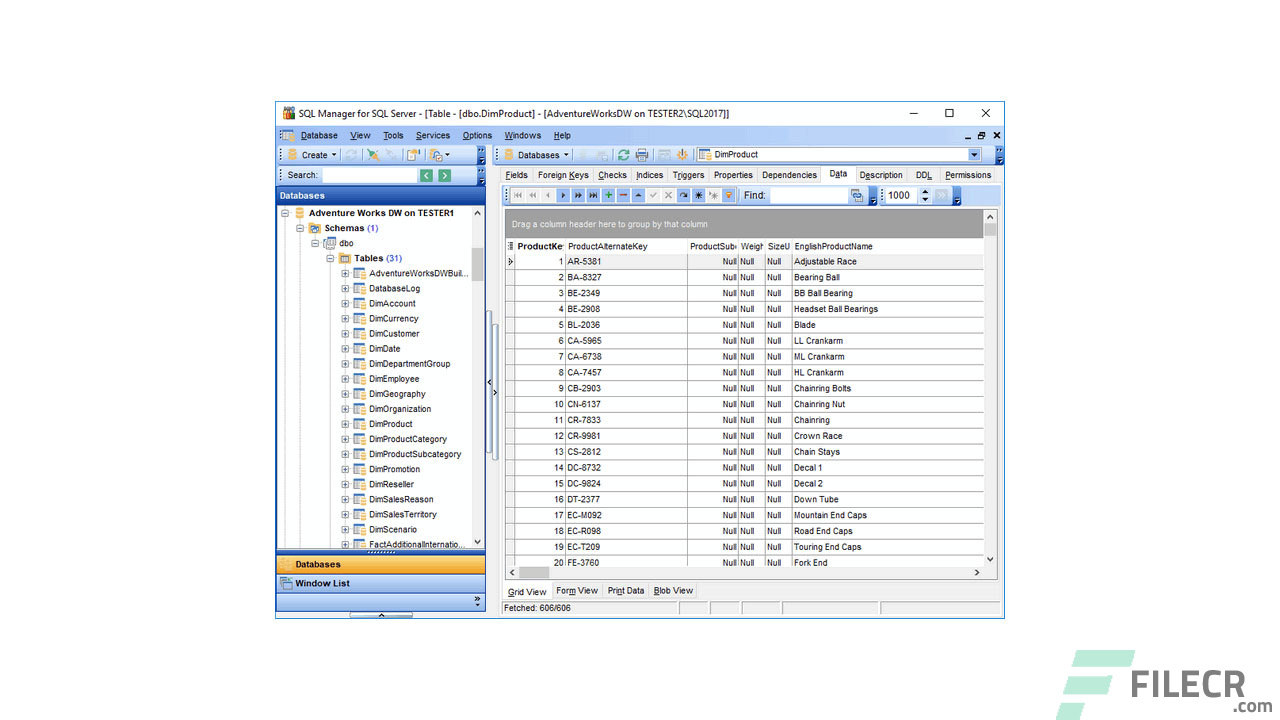 SQL Manager for SQL Server - [Table - [dbo.DimProduct] - [AdventureWorksDW on TESTER2\SQL2017]]
Database View Tools Services Options Windows Help
Create Databases DimProduct
Search:
Fields Foreign Keys Checks Indices Triggers Properties Dependencies Data Description DDL Permissions
Databases
Find: 1000
Adventure Works DW on TESTER1
Schemas (1)
dbo
Tables (31)
AdventureWorksDWBuil...
DatabaseLog
DimAccount
DimCurrency
DimCustomer
DimDate
DimDepartmentGroup
DimEmployee
DimGeography
DimOrganization
DimProduct
DimProductCategory
DimProductSubcategory
DimPromotion
DimReseller
DimSalesReason
DimSalesTerritory
DimScenario
FactAdditionalInternatio...
Databases
Window List
Drag a column header here to group by that column
ProductKe ProductAlternateKey ProductSub Weigh SizeU EnglishProductName
1 AR-5381 Null Null Null Adjustable Race
2 BA-8327 Null Null Null Bearing Ball
3 BE-2349 Null Null Null BB Ball Bearing
4 BE-2908 Null Null Null Headset Ball Bearings
5 BL-2036 Null Null Null Blade
6 CA-5965 Null Null Null LL Crankarm
7 CA-6738 Null Null Null ML Crankarm
8 CA-7457 Null Null Null HL Crankarm
9 CB-2903 Null Null Null Chainring Bolts
10 CN-6137 Null Null Null Chainring Nut
11 CR-7833 Null Null Null Chainring
12 CR-9981 Null Null Null Crown Race
13 CS-2812 Null Null Null Chain Stays
14 DC-8732 Null Null Null Decal 1
15 DC-9824 Null Null Null Decal 2
16 DT-2377 Null Null Null Down Tube
17 EC-M092 Null Null Null Mountain End Caps
18 EC-R098 Null Null Null Road End Caps
19 EC-T209 Null Null Null Touring End Caps
20 FE-3760 Null Null Null Fork End
Grid View Form View Print Data Blob View
Fetched: 606/606
FILECR
.com